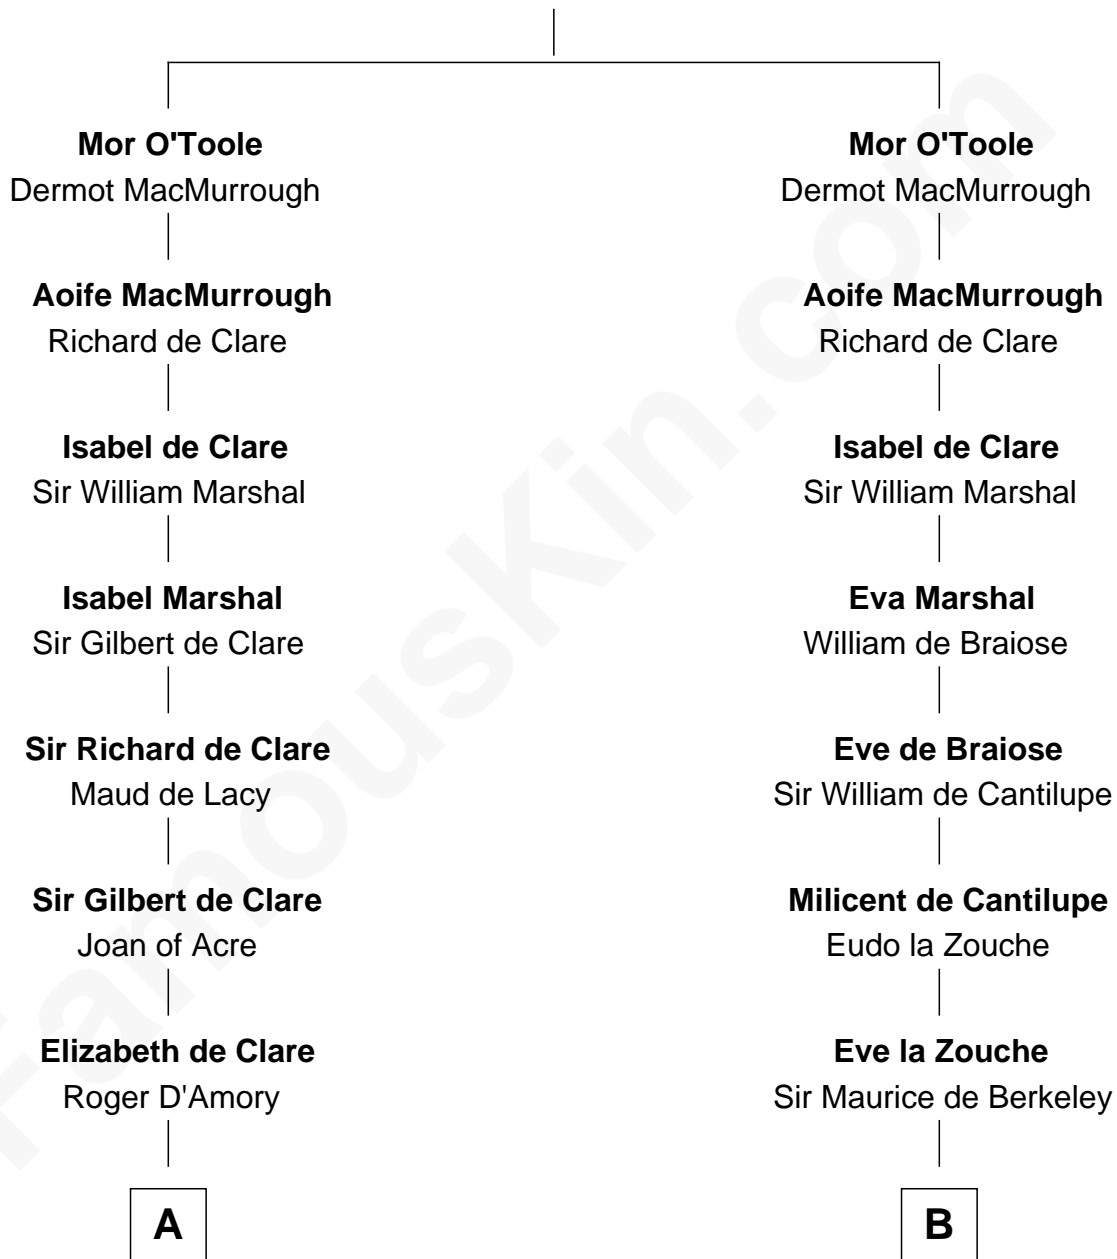 Mor O'Toole
Dermot MacMurrough
Aoife MacMurrough
Richard de Clare
Isabel de Clare
Sir William Marshal
Isabel Marshal
Sir Gilbert de Clare
Sir Richard de Clare
Maud de Lacy
Sir Gilbert de Clare
Joan of Acre
Elizabeth de Clare
Roger D'Amory
A
Mor O'Toole
Dermot MacMurrough
Aoife MacMurrough
Richard de Clare
Isabel de Clare
Sir William Marshal
Eva Marshal
William de Braiose
Eve de Braiose
Sir William de Cantilupe
Milicent de Cantilupe
Eudo la Zouche
Eve la Zouche
Sir Maurice de Berkeley
B
FamousKin.com